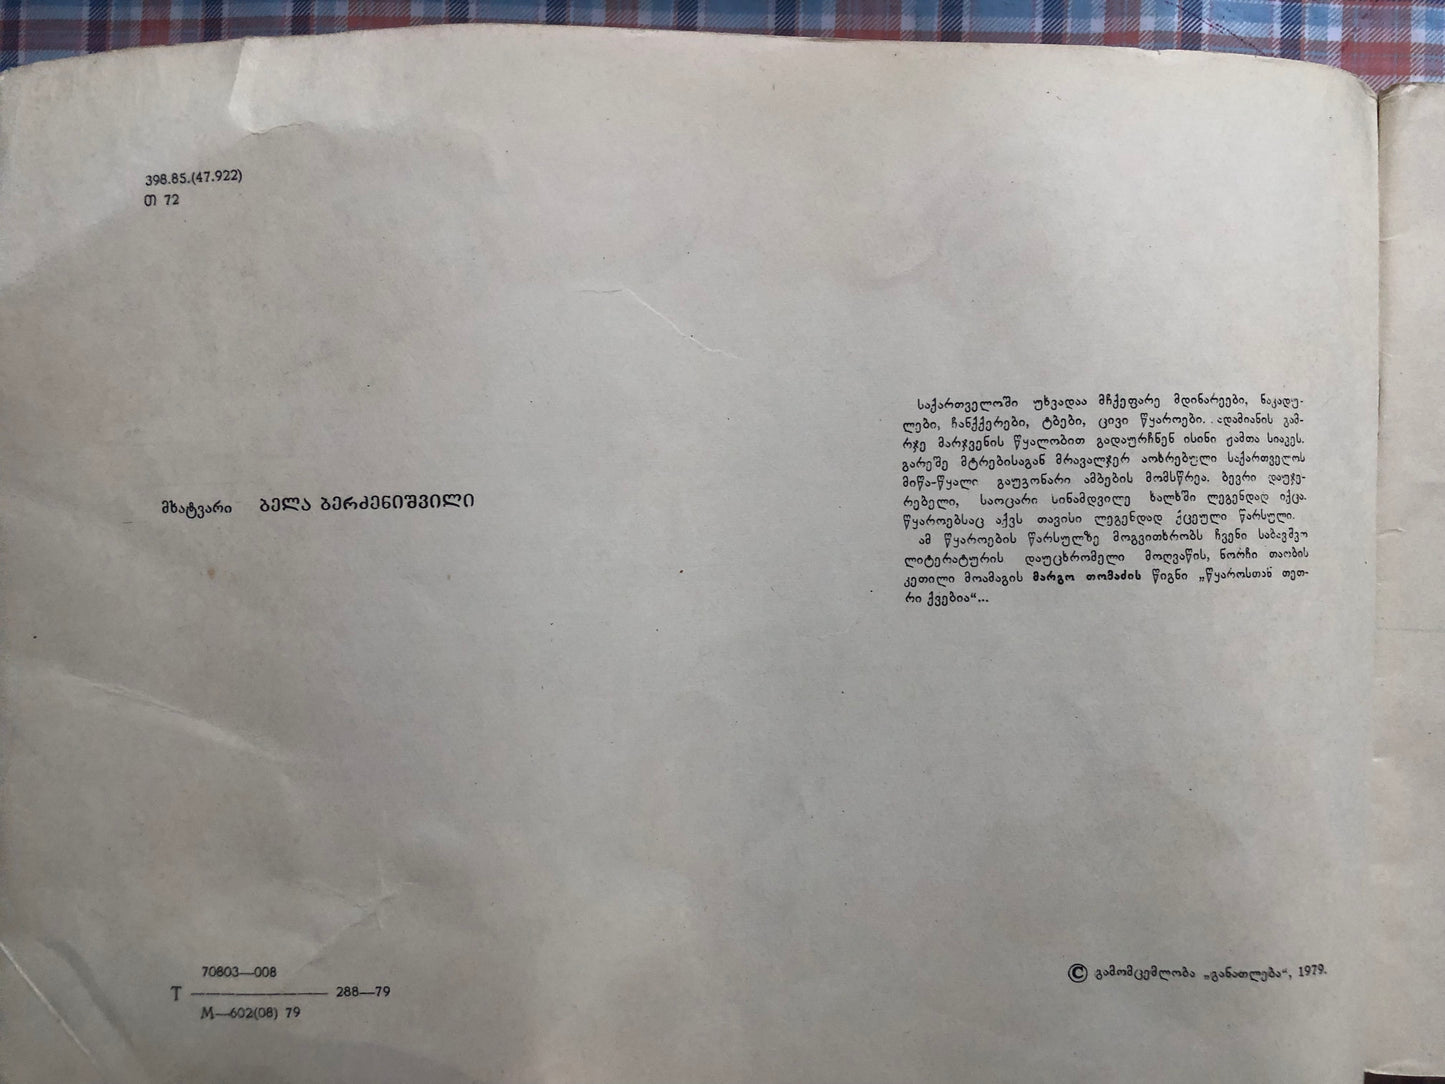 398.85.(47.922)
თ 72
მხატვარი ბელა ბერძენიშვილი
საქართველოში უხვადაა მჩქეფარე მდინარეები, ნაკადუ-
ლები, ჩანჩქერები, ტბები, ცივი წყაროები... ადამიანის გამ-
რჯე მარჯვენის წყალობით გადაურჩნენ ისინი ჟამთა სიავეს.
გარეშე მტრებისაგან მრავალჯერ აოხრებული საქართველოს
მიწა-წყალი გაუგონარი ამბების მომსწრეა. ბევრი დაუჯე-
რებელი, საოცარი სინამდვილე ხალხში ლეგენდად იქცა.
წყაროებსაც აქვს თავისი ლეგენდად ქცეული წარსული.
ამ წყაროების წარსულზე მოგვითხრობს ჩვენი საბავშვო
ლიტერატურის დაუცხრომელი მოღვაწის, ნორჩი თაობის
კეთილი მოამაგის მარგო თომაძის წიგნი „წყაროსთან თეთ-
რი ქვებია“...
70803—008
Т ———— 288—79
М—602(08) 79
© გამომცემლობა „განათლება“, 1979.